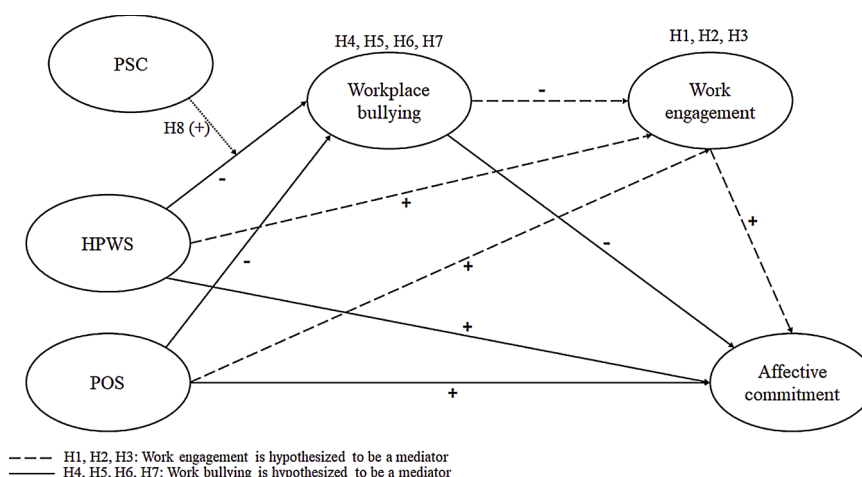 H4, H5, H6, H7
H1, H2, H3
PSC
Workplace
bullying
-
Work
engagement
H8 (+)
-
+
+
HPWS
-
+
-
+
POS
+
Affective
commitment
H1, H2, H3: Work engagement is hypothesized to be a mediator
H4, H5, H6, H7: Work bullying is hypothesized to be a mediator